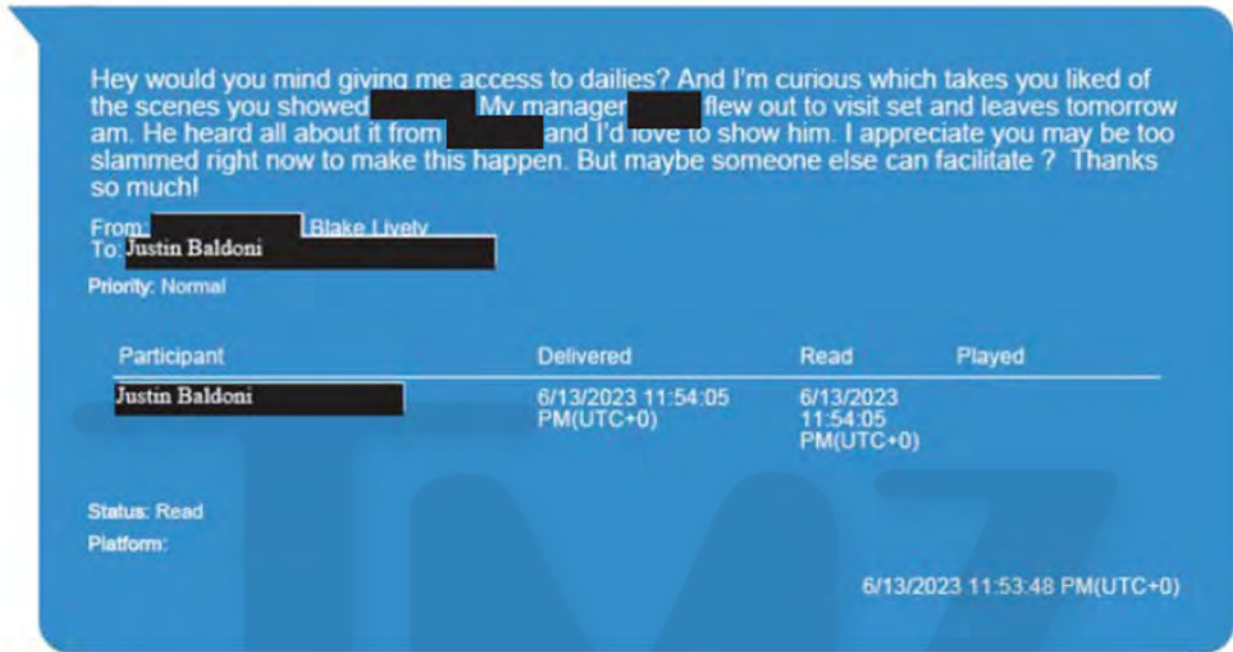 Hey would you mind giving me access to dailies? And I'm curious which takes you liked of
the scenes you showed My manager flew out to visit set and leaves tomorrow
am. He heard all about it from and I'd love to show him. I appreciate you may be too
slammed right now to make this happen. But maybe someone else can facilitate ? Thanks
so much!
From: Blake Lively
To: Justin Baldoni
Priority: Normal
Participant Delivered Read Played
Justin Baldoni 6/13/2023 11:54:05 6/13/2023
PM(UTC+0) 11:54:05
PM(UTC+0)
Status: Read
Platform:
6/13/2023 11:53:48 PM(UTC+0)
TMZ